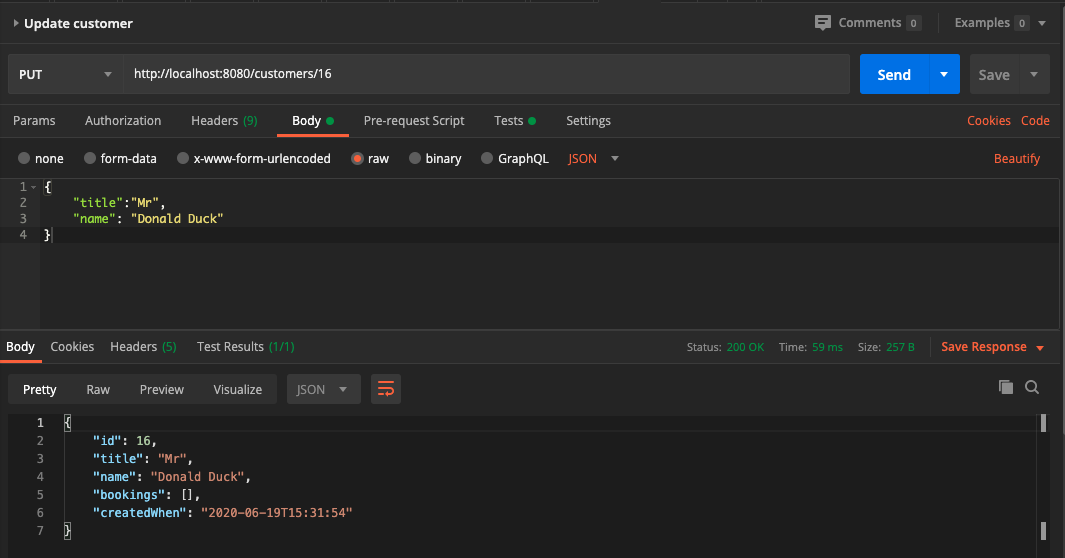 Update customer Comments 0 Examples 0
PUT http://localhost:8080/customers/16 Send Save
Params Authorization Headers (9) Body Pre-request Script Tests Settings Cookies Code
none form-data x-www-form-urlencoded raw binary GraphQL JSON Beautify
1 {
2 "title":"Mr",
3 "name": "Donald Duck"
4 }
Body Cookies Headers (5) Test Results (1/1) Status: 200 OK Time: 59 ms Size: 257 B Save Response
Pretty Raw Preview Visualize JSON
1 {
2 "id": 16,
3 "title": "Mr",
4 "name": "Donald Duck",
5 "bookings": [],
6 "createdWhen": "2020-06-19T15:31:54"
7 }